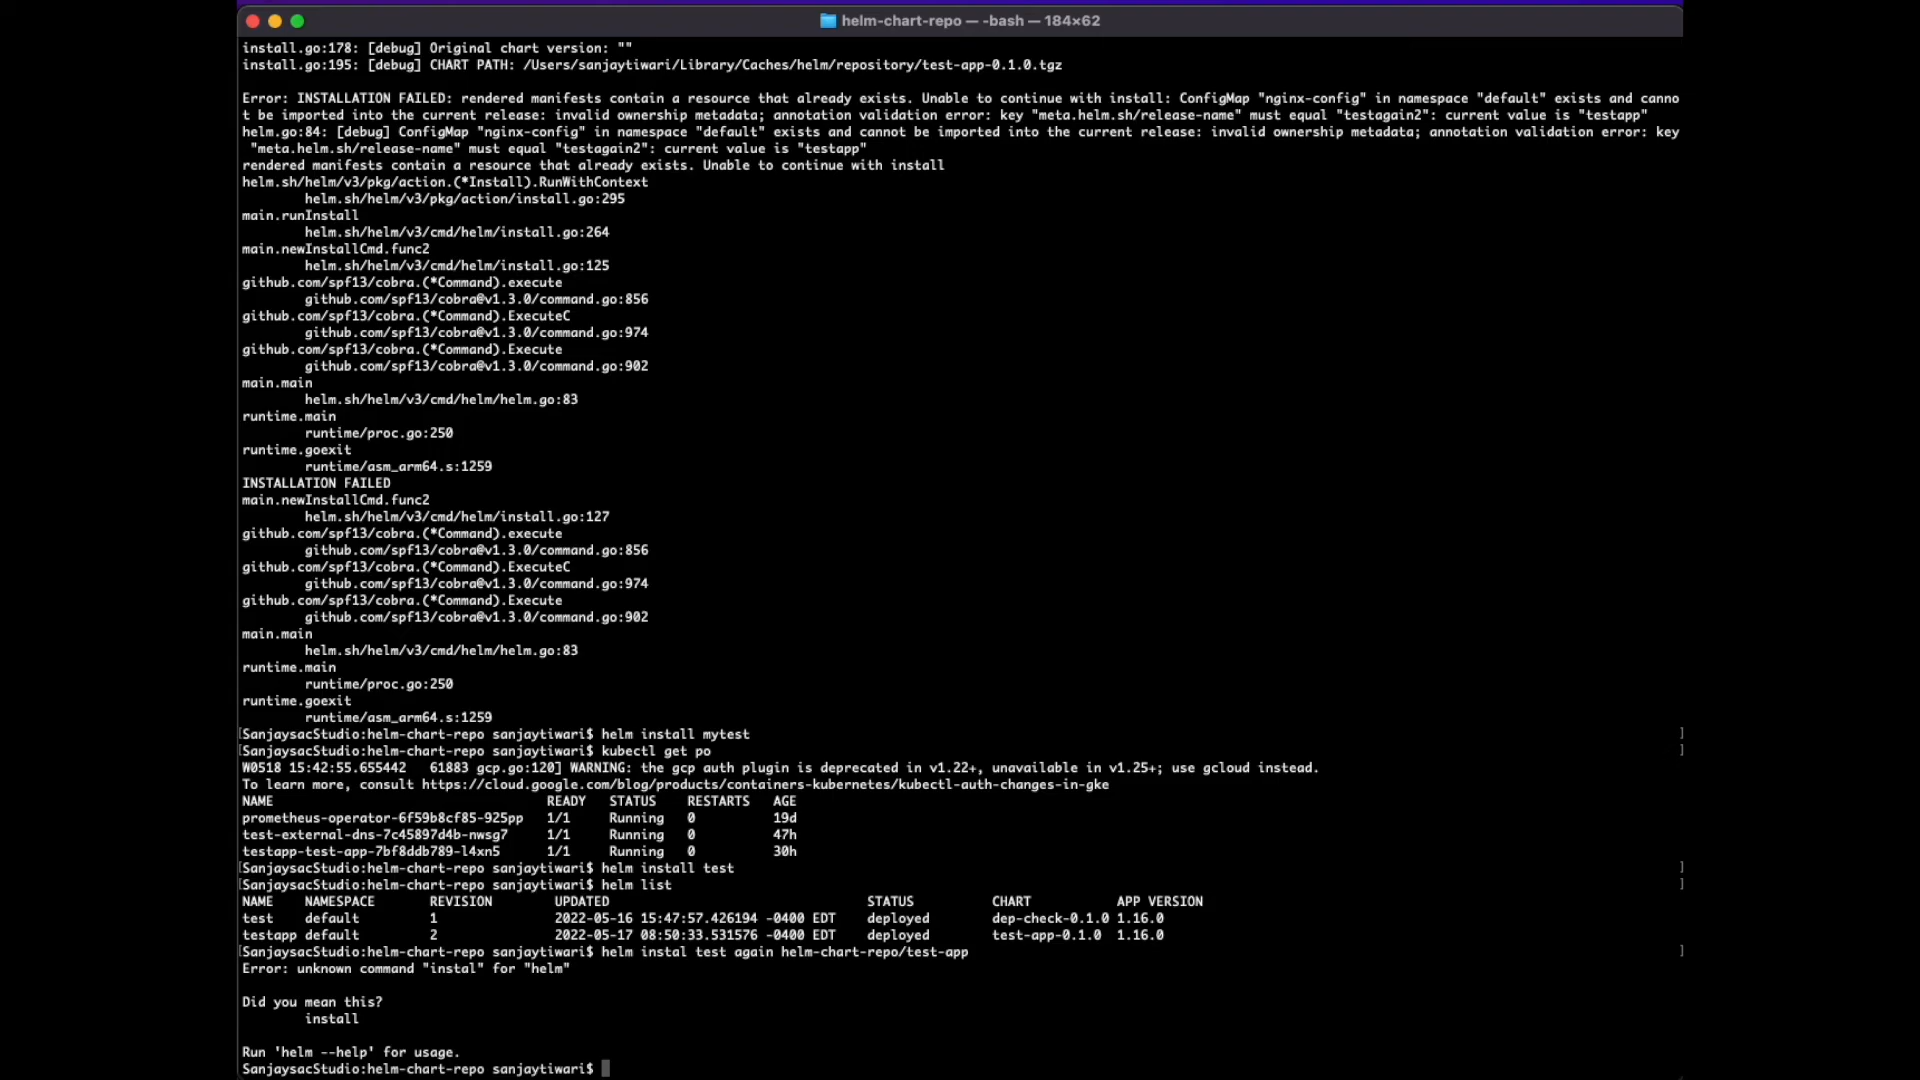 helm-chart-repo — -bash — 184×62
install.go:178: [debug] Original chart version: ""
install.go:195: [debug] CHART PATH: /Users/sanjaytiwari/Library/Caches/helm/repository/test-app-0.1.0.tgz
Error: INSTALLATION FAILED: rendered manifests contain a resource that already exists. Unable to continue with install: ConfigMap "nginx-config" in namespace "default" exists and canno
t be imported into the current release: invalid ownership metadata; annotation validation error: key "meta.helm.sh/release-name" must equal "testagain2": current value is "testapp"
helm.go:84: [debug] ConfigMap "nginx-config" in namespace "default" exists and cannot be imported into the current release: invalid ownership metadata; annotation validation error: key
"meta.helm.sh/release-name" must equal "testagain2": current value is "testapp"
rendered manifests contain a resource that already exists. Unable to continue with install
helm.sh/helm/v3/pkg/action.(*Install).RunWithContext
helm.sh/helm/v3/pkg/action/install.go:295
main.runInstall
helm.sh/helm/v3/cmd/helm/install.go:264
main.newInstallCmd.func2
helm.sh/helm/v3/cmd/helm/install.go:125
github.com/spf13/cobra.(*Command).execute
github.com/spf13/cobra@v1.3.0/command.go:856
github.com/spf13/cobra.(*Command).ExecuteC
github.com/spf13/cobra@v1.3.0/command.go:974
github.com/spf13/cobra.(*Command).Execute
github.com/spf13/cobra@v1.3.0/command.go:902
main.main
helm.sh/helm/v3/cmd/helm/helm.go:83
runtime.main
runtime/proc.go:250
runtime.goexit
runtime/asm_arm64.s:1259
INSTALLATION FAILED
main.newInstallCmd.func2
helm.sh/helm/v3/cmd/helm/install.go:127
github.com/spf13/cobra.(*Command).execute
github.com/spf13/cobra@v1.3.0/command.go:856
github.com/spf13/cobra.(*Command).ExecuteC
github.com/spf13/cobra@v1.3.0/command.go:974
github.com/spf13/cobra.(*Command).Execute
github.com/spf13/cobra@v1.3.0/command.go:902
main.main
helm.sh/helm/v3/cmd/helm/helm.go:83
runtime.main
runtime/proc.go:250
runtime.goexit
runtime/asm_arm64.s:1259
[SanjaysacStudio:helm-chart-repo sanjaytiwari$ helm install mytest ]
[SanjaysacStudio:helm-chart-repo sanjaytiwari$ kubectl get po ]
W0518 15:42:55.655442 61883 gcp.go:120] WARNING: the gcp auth plugin is deprecated in v1.22+, unavailable in v1.25+; use gcloud instead.
To learn more, consult https://cloud.google.com/blog/products/containers-kubernetes/kubectl-auth-changes-in-gke
NAME READY STATUS RESTARTS AGE
prometheus-operator-6f59b8cf85-925pp 1/1 Running 0 19d
test-external-dns-7c45897d4b-nwsg7 1/1 Running 0 47h
testapp-test-app-7bf8ddb789-l4xn5 1/1 Running 0 30h
[SanjaysacStudio:helm-chart-repo sanjaytiwari$ helm install test ]
[SanjaysacStudio:helm-chart-repo sanjaytiwari$ helm list ]
NAME NAMESPACE REVISION UPDATED STATUS CHART APP VERSION
test default 1 2022-05-16 15:47:57.426194 -0400 EDT deployed dep-check-0.1.0 1.16.0
testapp default 2 2022-05-17 08:50:33.531576 -0400 EDT deployed test-app-0.1.0 1.16.0
[SanjaysacStudio:helm-chart-repo sanjaytiwari$ helm instal test again helm-chart-repo/test-app ]
Error: unknown command "instal" for "helm"
Did you mean this?
install
Run 'helm --help' for usage.
SanjaysacStudio:helm-chart-repo sanjaytiwari$